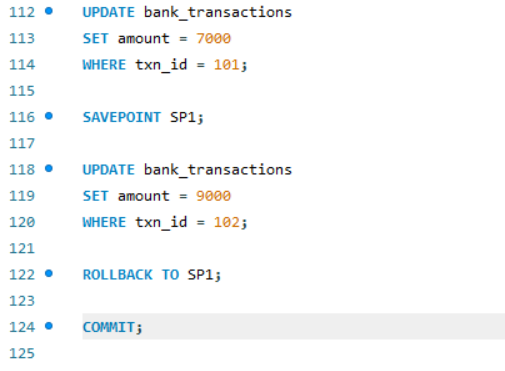 112 UPDATE bank_transactions
113 SET amount = 7000
114 WHERE txn_id = 101;
115
116 SAVEPOINT SP1;
117
118 UPDATE bank_transactions
119 SET amount = 9000
120 WHERE txn_id = 102;
121
122 ROLLBACK TO SP1;
123
124 COMMIT;
125